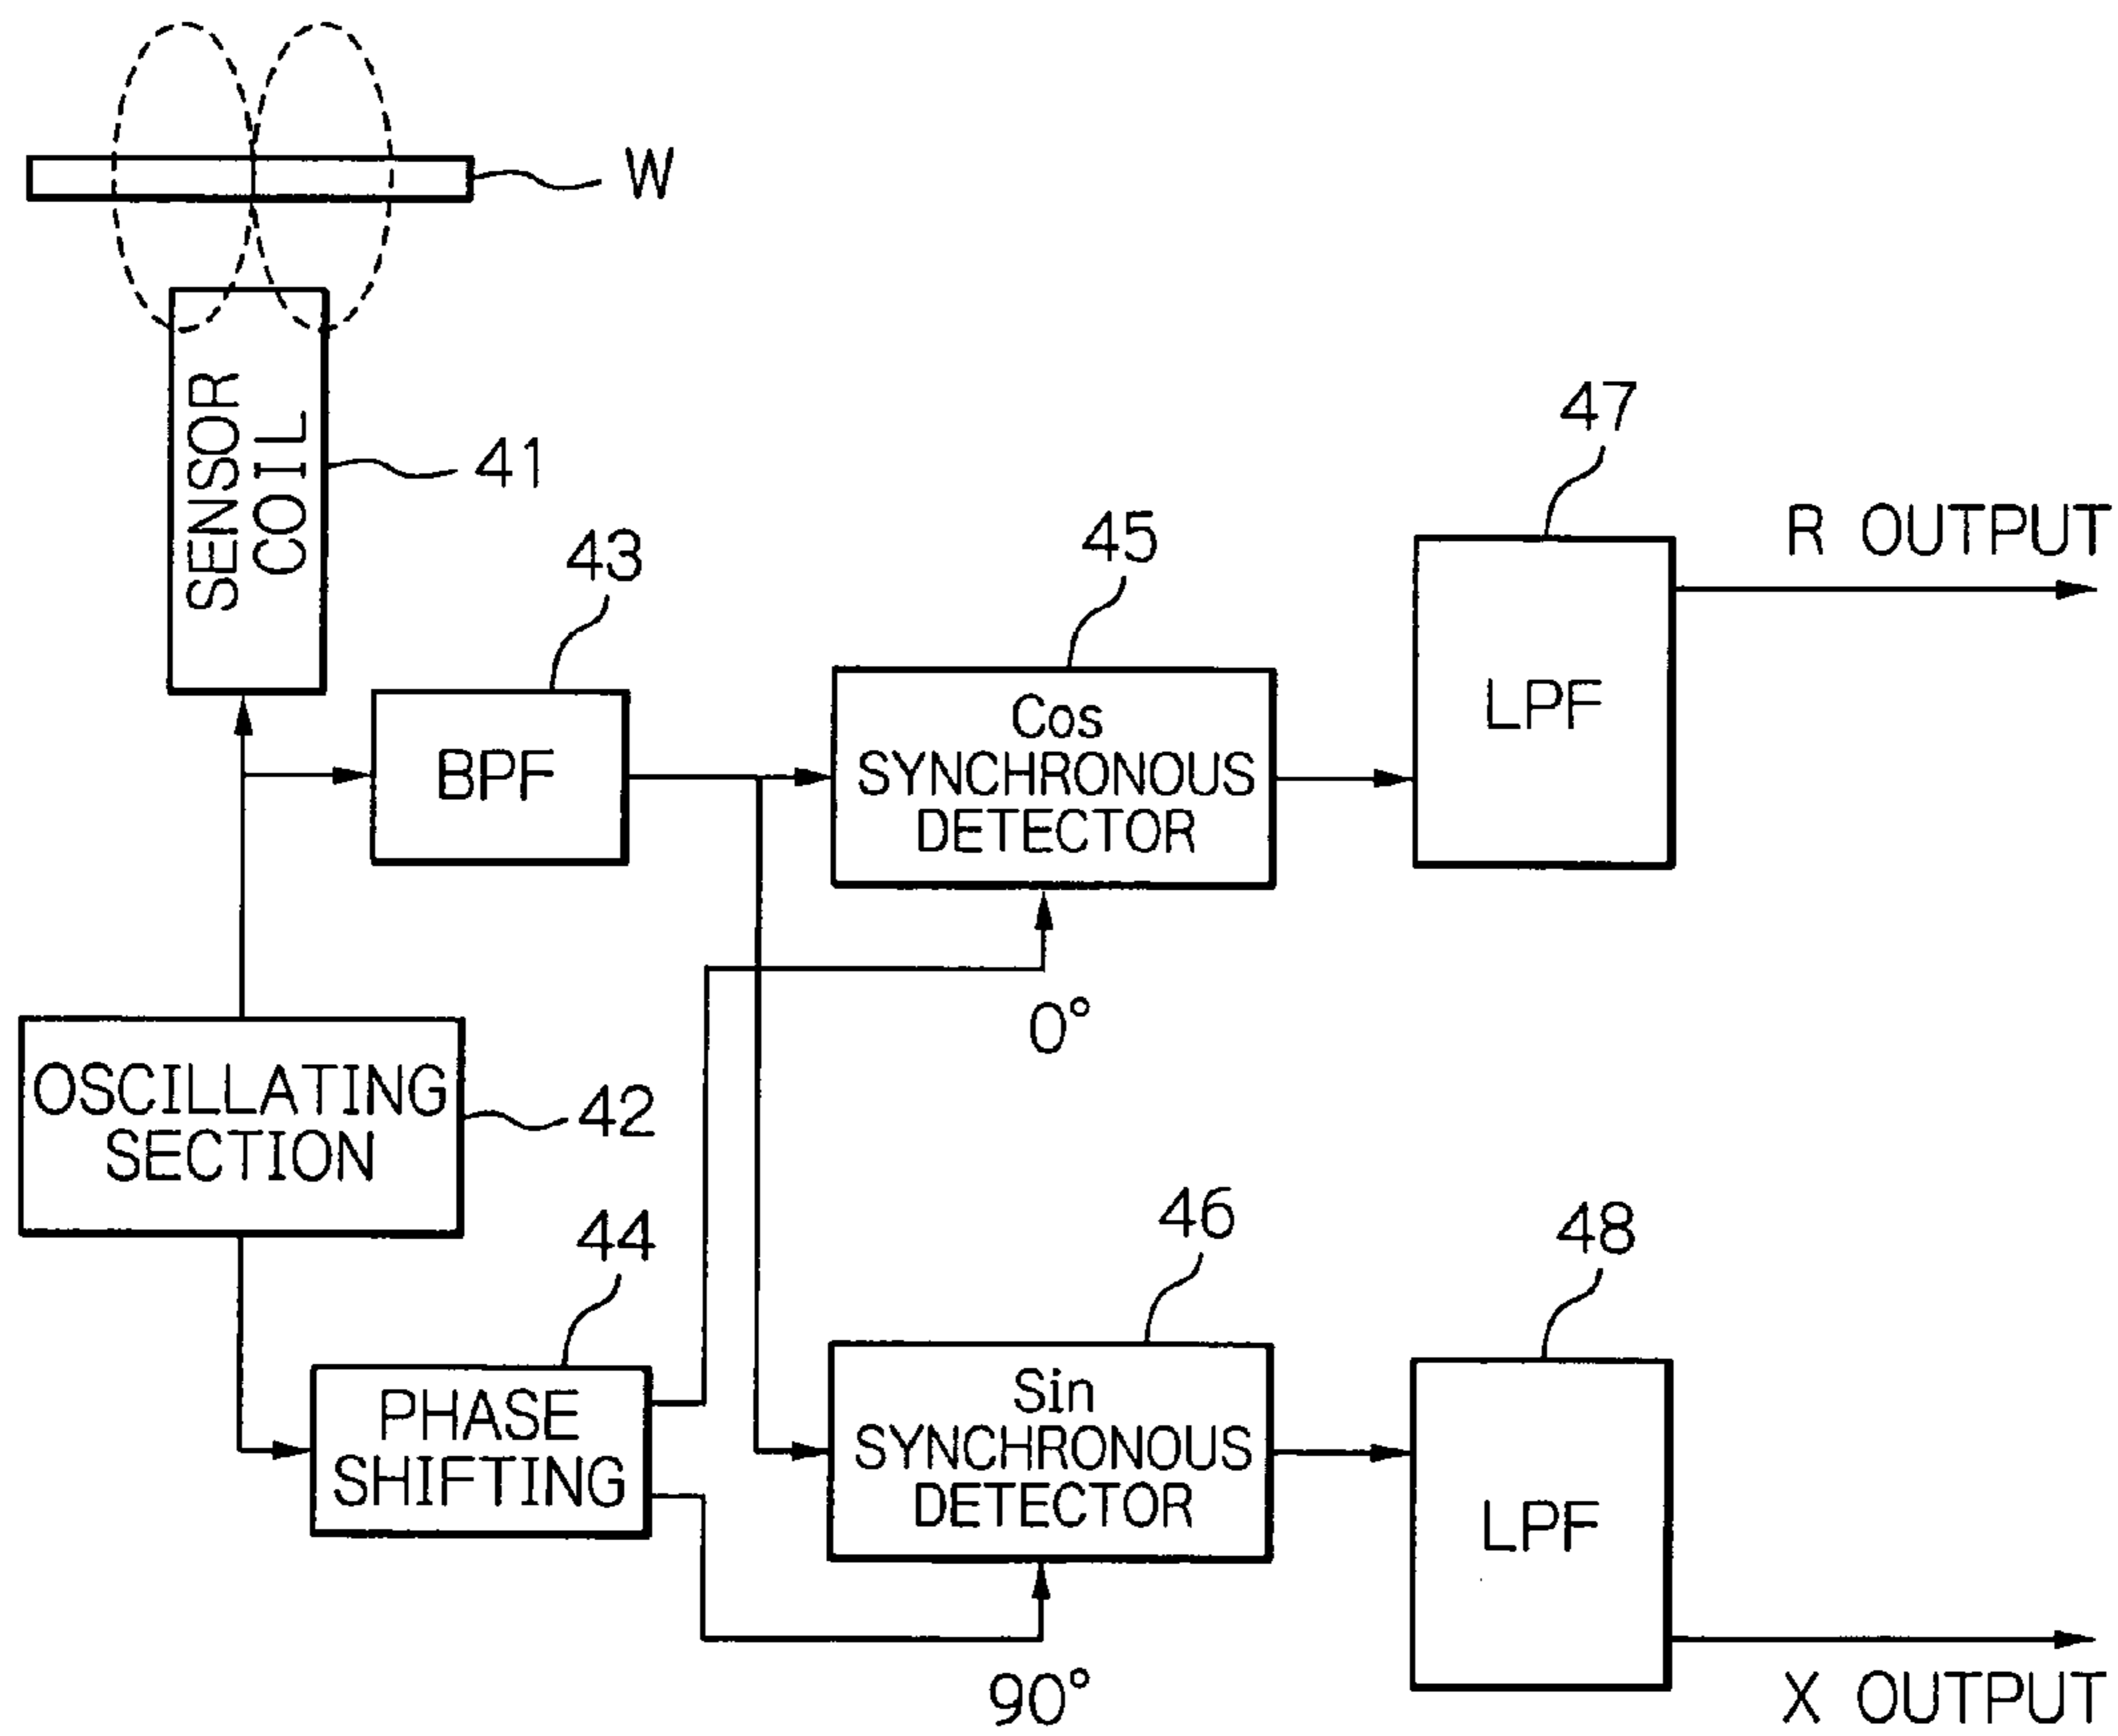 W
SENSOR
COIL
41
47
R OUTPUT
45
43
LPF
Cos
SYNCHRONOUS
DETECTOR
BPF
0°
OSCILLATING
SECTION
42
44
46
48
PHASE
SHIFTING
Sin
SYNCHRONOUS
DETECTOR
LPF
90°
X OUTPUT